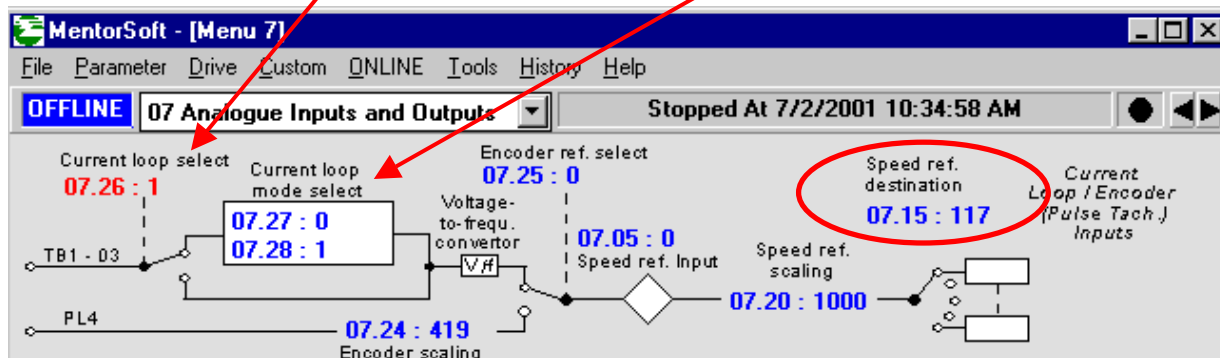 MentorSoft - [Menu 7]
File Parameter Drive Custom ONLINE Tools History Help
OFFLINE 07 Analogue Inputs and Outputs Stopped At 7/2/2001 10:34:58 AM
Current loop select
07.26 : 1
Current loop
mode select
07.27 : 0
07.28 : 1
Encoder ref. select
07.25 : 0
Voltage-
to-frequ.
convertor
V/f
07.05 : 0
Speed ref. Input
Speed ref.
scaling
07.20 : 1000
Speed ref.
destination
07.15 : 117
Current
Loop / Encoder
(Pulse Tach.)
Inputs
TB1 - 03
PL4
07.24 : 419
Encoder scaling